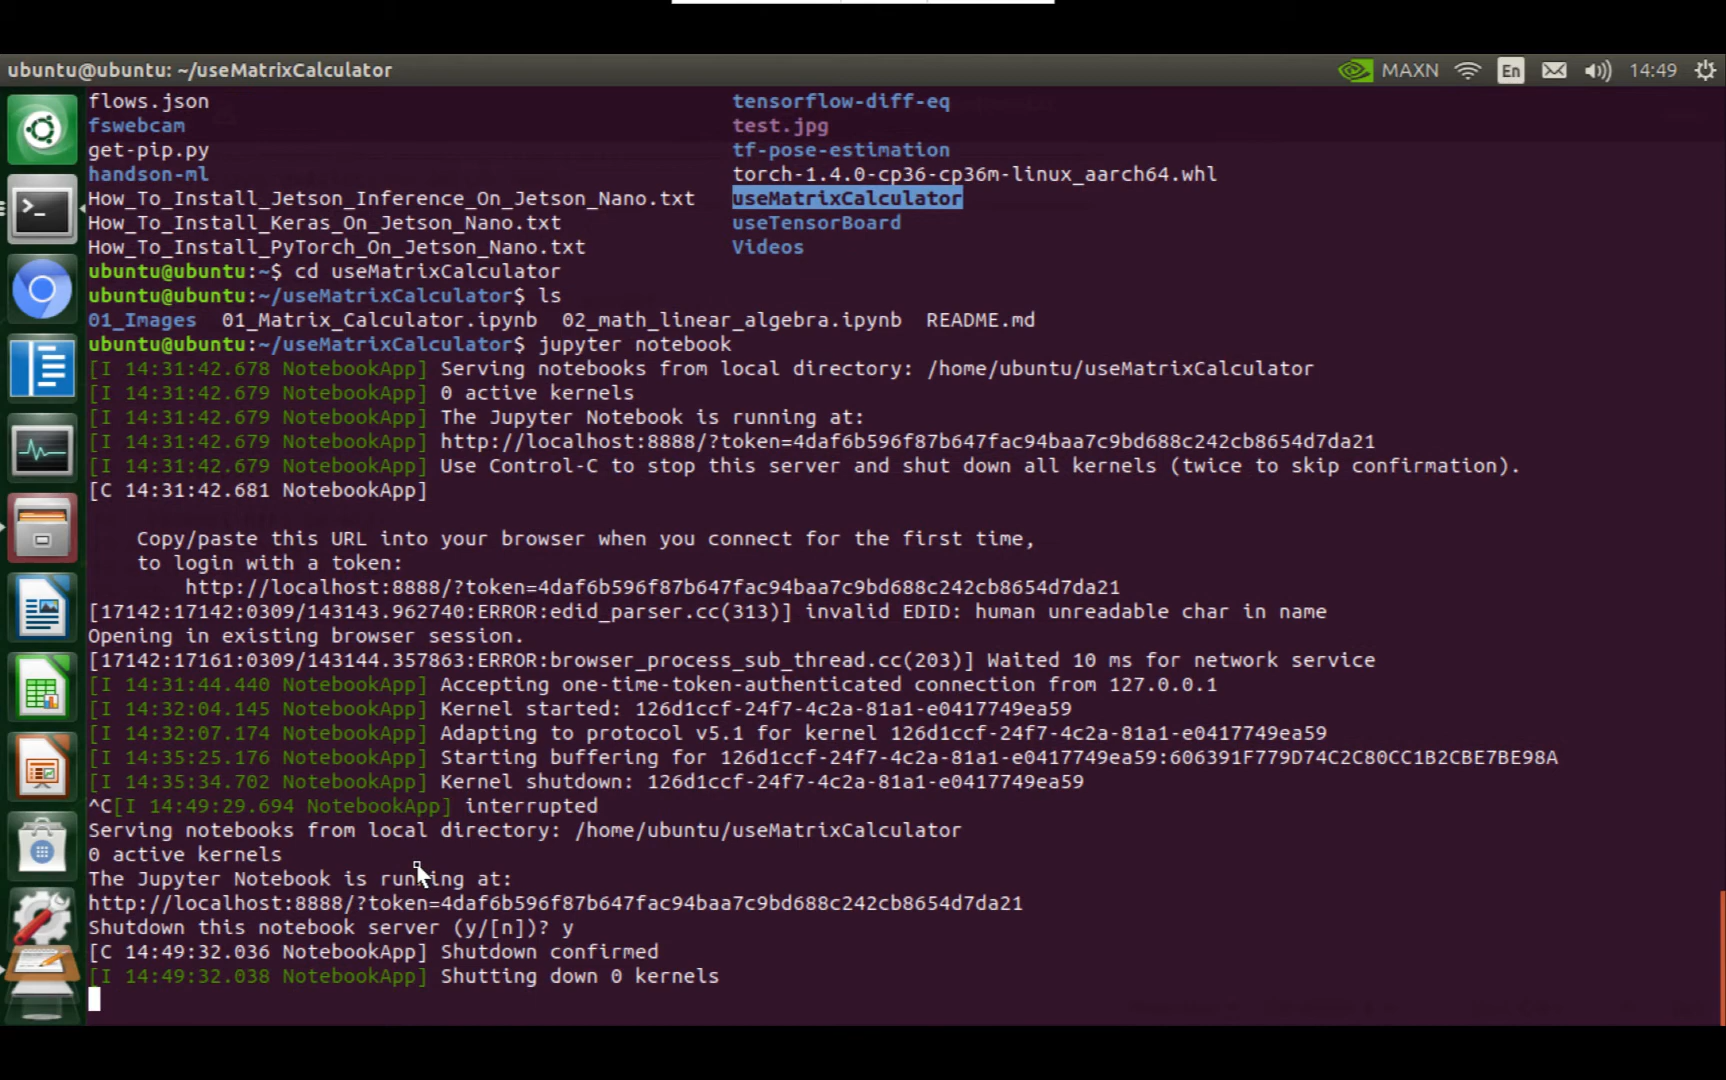 ubuntu@ubuntu: ~/useMatrixCalculator
MAXN
En
14:49
flows.json tensorflow-diff-eq
fswebcam test.jpg
get-pip.py tf-pose-estimation
handson-ml torch-1.4.0-cp36-cp36m-linux_aarch64.whl
How_To_Install_Jetson_Inference_On_Jetson_Nano.txt useMatrixCalculator
How_To_Install_Keras_On_Jetson_Nano.txt useTensorBoard
How_To_Install_PyTorch_On_Jetson_Nano.txt Videos
ubuntu@ubuntu:~$ cd useMatrixCalculator
ubuntu@ubuntu:~/useMatrixCalculator$ ls
01_Images 01_Matrix_Calculator.ipynb 02_math_linear_algebra.ipynb README.md
ubuntu@ubuntu:~/useMatrixCalculator$ jupyter notebook
[I 14:31:42.678 NotebookApp] Serving notebooks from local directory: /home/ubuntu/useMatrixCalculator
[I 14:31:42.679 NotebookApp] 0 active kernels
[I 14:31:42.679 NotebookApp] The Jupyter Notebook is running at:
[I 14:31:42.679 NotebookApp] http://localhost:8888/?token=4daf6b596f87b647fac94baa7c9bd688c242cb8654d7da21
[I 14:31:42.679 NotebookApp] Use Control-C to stop this server and shut down all kernels (twice to skip confirmation).
[C 14:31:42.681 NotebookApp]
Copy/paste this URL into your browser when you connect for the first time,
to login with a token:
http://localhost:8888/?token=4daf6b596f87b647fac94baa7c9bd688c242cb8654d7da21
[17142:17142:0309/143143.962740:ERROR:edid_parser.cc(313)] invalid EDID: human unreadable char in name
Opening in existing browser session.
[17142:17161:0309/143144.357863:ERROR:browser_process_sub_thread.cc(203)] Waited 10 ms for network service
[I 14:31:44.440 NotebookApp] Accepting one-time-token-authenticated connection from 127.0.0.1
[I 14:32:04.145 NotebookApp] Kernel started: 126d1ccf-24f7-4c2a-81a1-e0417749ea59
[I 14:32:07.174 NotebookApp] Adapting to protocol v5.1 for kernel 126d1ccf-24f7-4c2a-81a1-e0417749ea59
[I 14:35:25.176 NotebookApp] Starting buffering for 126d1ccf-24f7-4c2a-81a1-e0417749ea59:606391F779D74C2C80CC1B2CBE7BE98A
[I 14:35:34.702 NotebookApp] Kernel shutdown: 126d1ccf-24f7-4c2a-81a1-e0417749ea59
^C[I 14:49:29.694 NotebookApp] interrupted
Serving notebooks from local directory: /home/ubuntu/useMatrixCalculator
0 active kernels
The Jupyter Notebook is running at:
http://localhost:8888/?token=4daf6b596f87b647fac94baa7c9bd688c242cb8654d7da21
Shutdown this notebook server (y/[n])? y
[C 14:49:32.036 NotebookApp] Shutdown confirmed
[I 14:49:32.038 NotebookApp] Shutting down 0 kernels